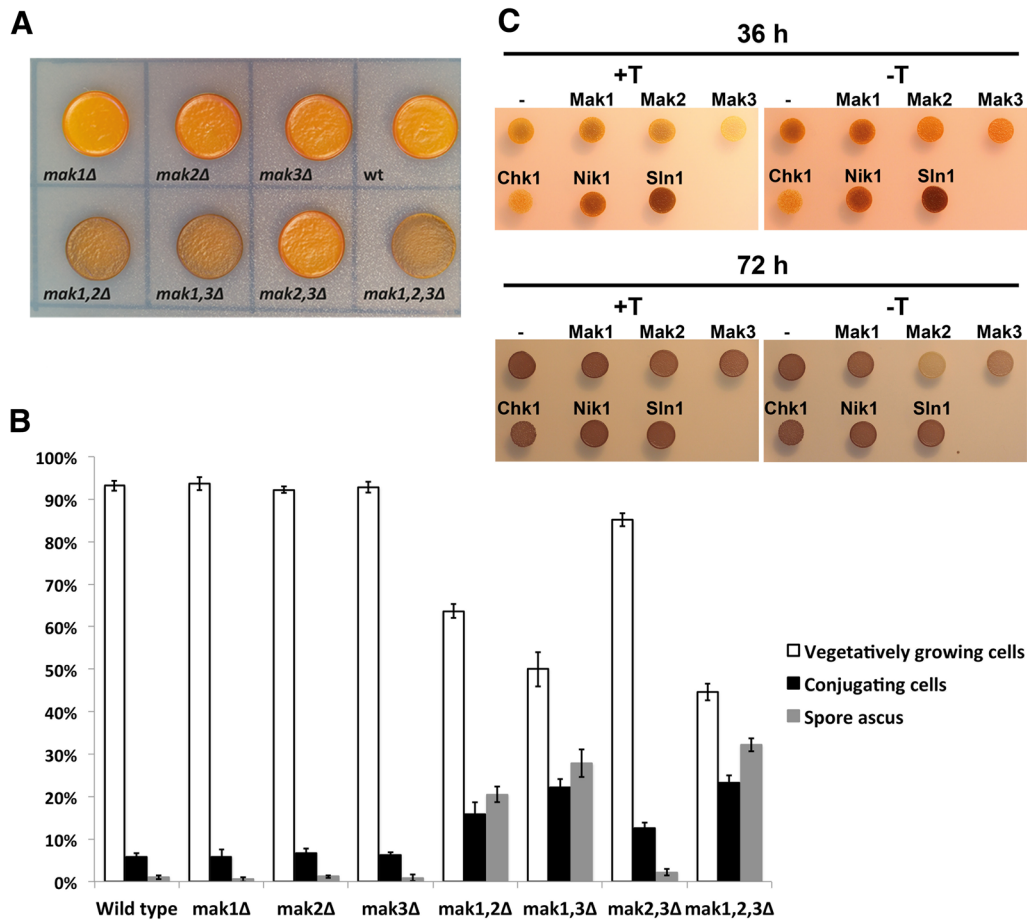 A
mak1Δ mak2Δ mak3Δ wt
mak1,2Δ mak1,3Δ mak2,3Δ mak1,2,3Δ
B
100%
90%
80%
70%
60%
50%
40%
30%
20%
10%
0%
Wild type mak1Δ mak2Δ mak3Δ mak1,2Δ mak1,3Δ mak2,3Δ mak1,2,3Δ
Vegetatively growing cells
Conjugating cells
Spore ascus
C
36 h
+T -T
- Mak1 Mak2 Mak3 - Mak1 Mak2 Mak3
Chk1 Nik1 Sln1 Chk1 Nik1 Sln1
72 h
+T -T
- Mak1 Mak2 Mak3 - Mak1 Mak2 Mak3
Chk1 Nik1 Sln1 Chk1 Nik1 Sln1